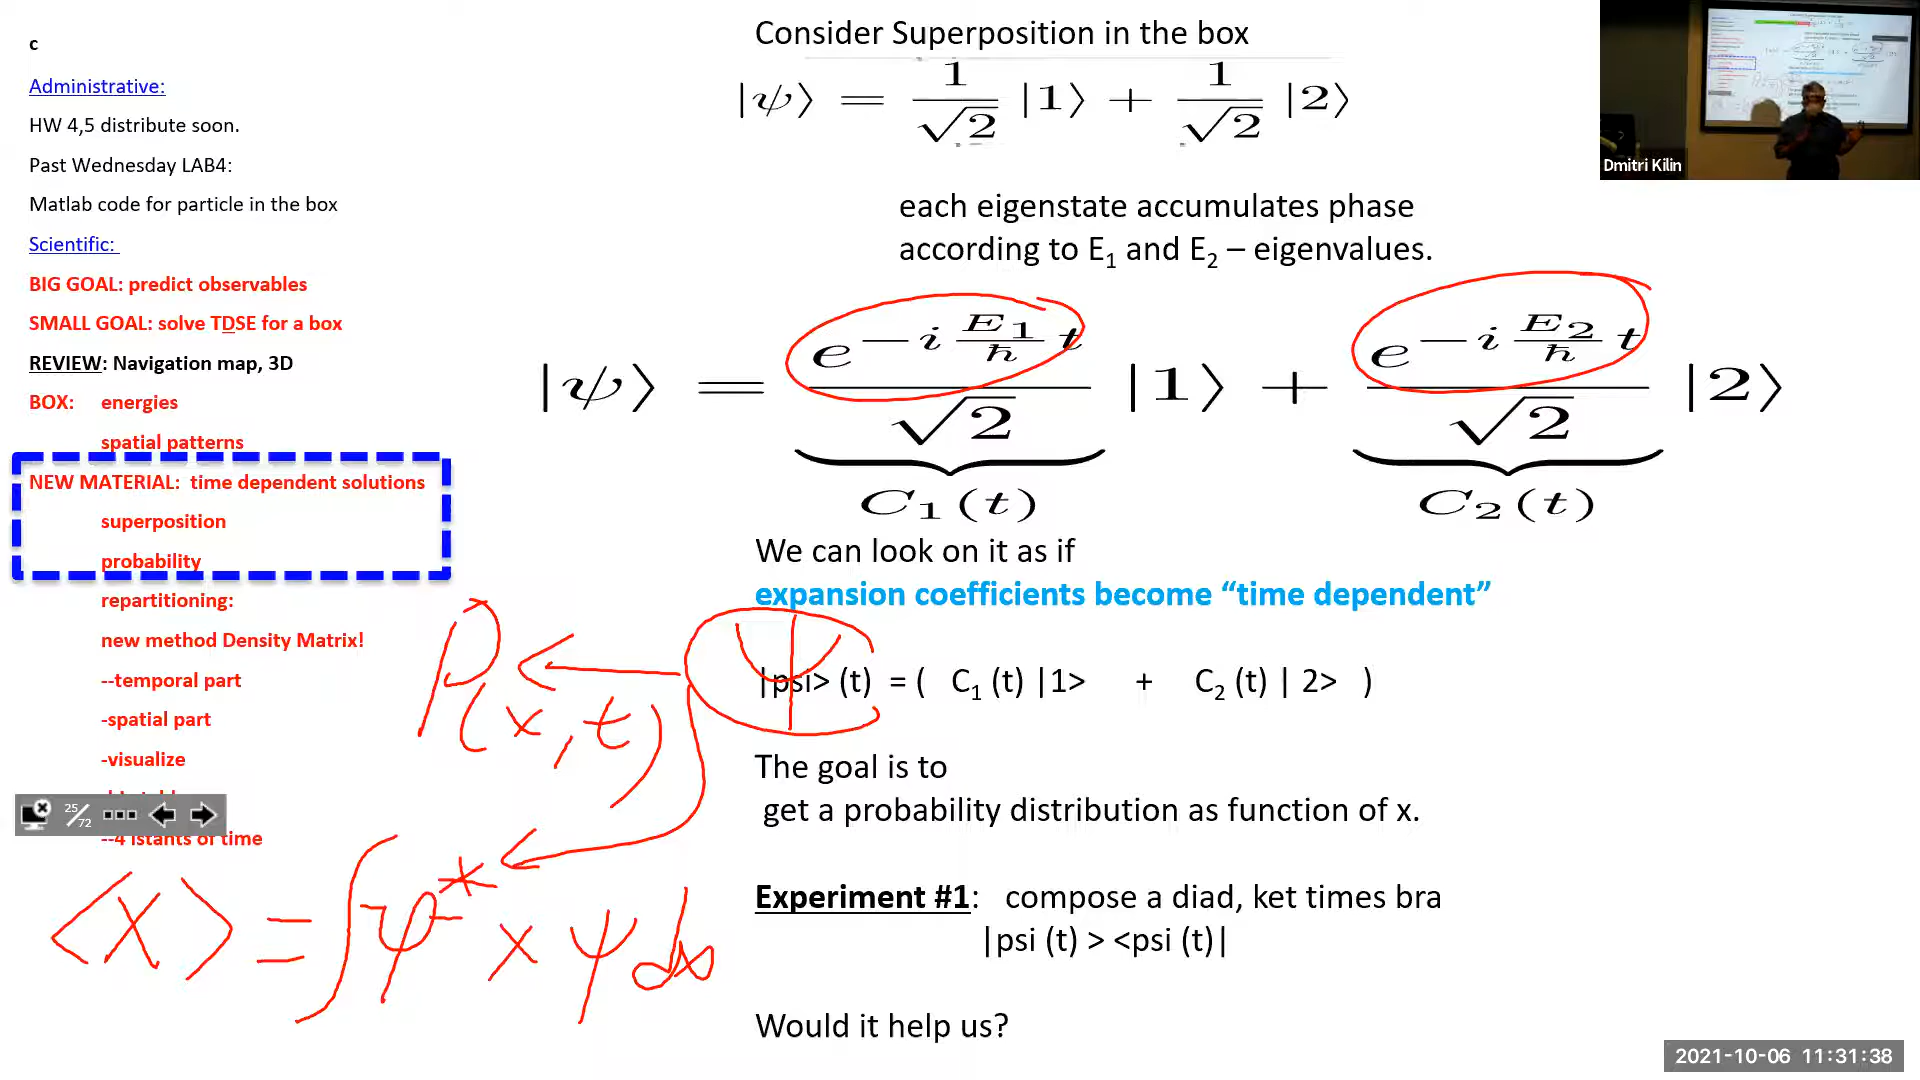 c
Administrative:
HW 4,5 distribute soon.
Past Wednesday LAB4:
Matlab code for particle in the box
Scientific:
BIG GOAL: predict observables
SMALL GOAL: solve TDSE for a box
REVIEW: Navigation map, 3D
BOX: energies
spatial patterns
NEW MATERIAL: time dependent solutions
superposition
probability
repartitioning:
new method Density Matrix!
--temporal part
-spatial part
-visualize
--4 istants of time
25/72
Consider Superposition in the box
|ψ⟩ = 1/√2 |1⟩ + 1/√2 |2⟩
each eigenstate accumulates phase
according to E₁ and E₂ – eigenvalues.
|ψ⟩ = e^{-i E₁/ħ t}/√2 |1⟩ + e^{-i E₂/ħ t}/√2 |2⟩
C₁(t) C₂(t)
We can look on it as if
expansion coefficients become “time dependent”
|psi> (t) = ( C₁ (t) |1> + C₂ (t) | 2> )
The goal is to
get a probability distribution as function of x.
Experiment #1: compose a diad, ket times bra
|psi (t) > <psi (t)|
Would it help us?
P(x,t) ← ψ
⟨x⟩ = ∫ψ* x ψ dx
Dmitri Kilin
2021-10-06 11:31:38